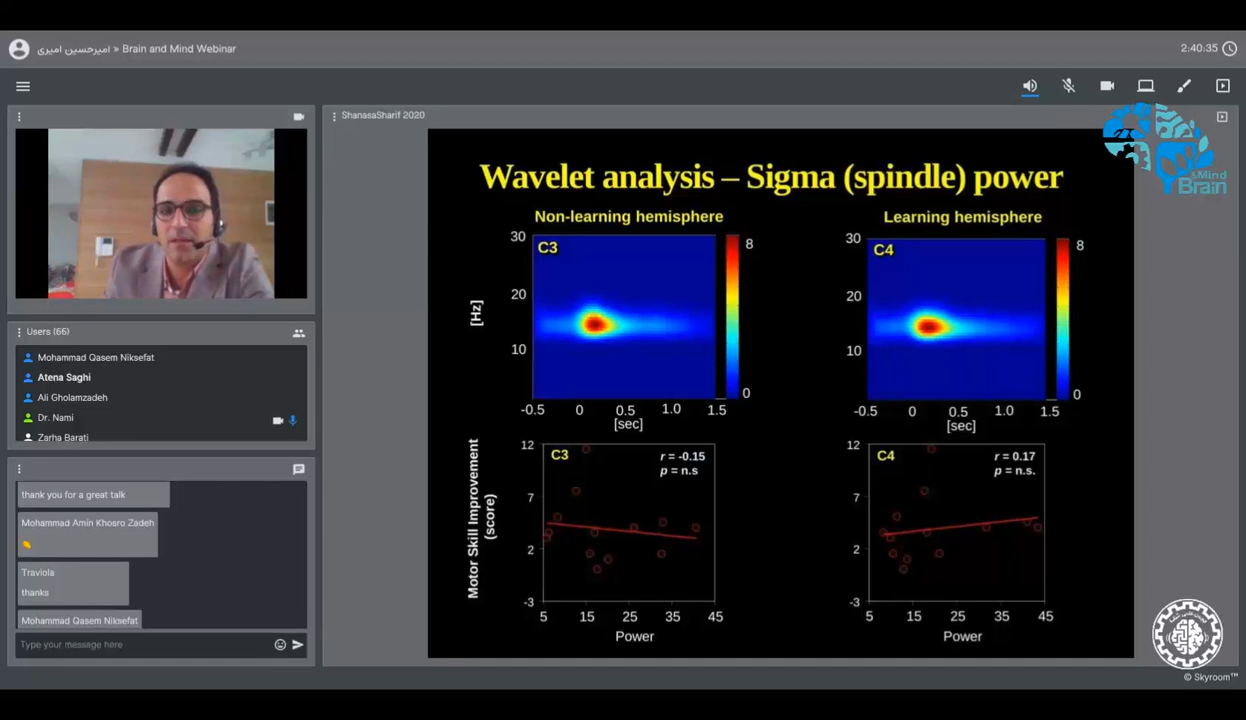 امیرحسین امیری » Brain and Mind Webinar
2:40:35
ShanasaSharif 2020
&Mind
Brain
Users (66)
Mohammad Qasem Niksefat
Atena Saghi
Ali Gholamzadeh
Dr. Nami
Zarha Barati
thank you for a great talk
Mohammad Amin Khosro Zadeh
Traviola
thanks
Mohammad Qasem Niksefat
Type your message here
Wavelet analysis – Sigma (spindle) power
Non-learning hemisphere
Learning hemisphere
C3
30
20
10
[Hz]
8
0
-0.5 0 0.5 1.0 1.5
[sec]
C4
30
20
10
8
0
-0.5 0 0.5 1.0 1.5
[sec]
Motor Skill Improvement
(score)
C3
r = -0.15
p = n.s
12
7
2
-3
5 15 25 35 45
Power
C4
r = 0.17
p = n.s.
12
7
2
-3
5 15 25 35 45
Power
© Skyroom™